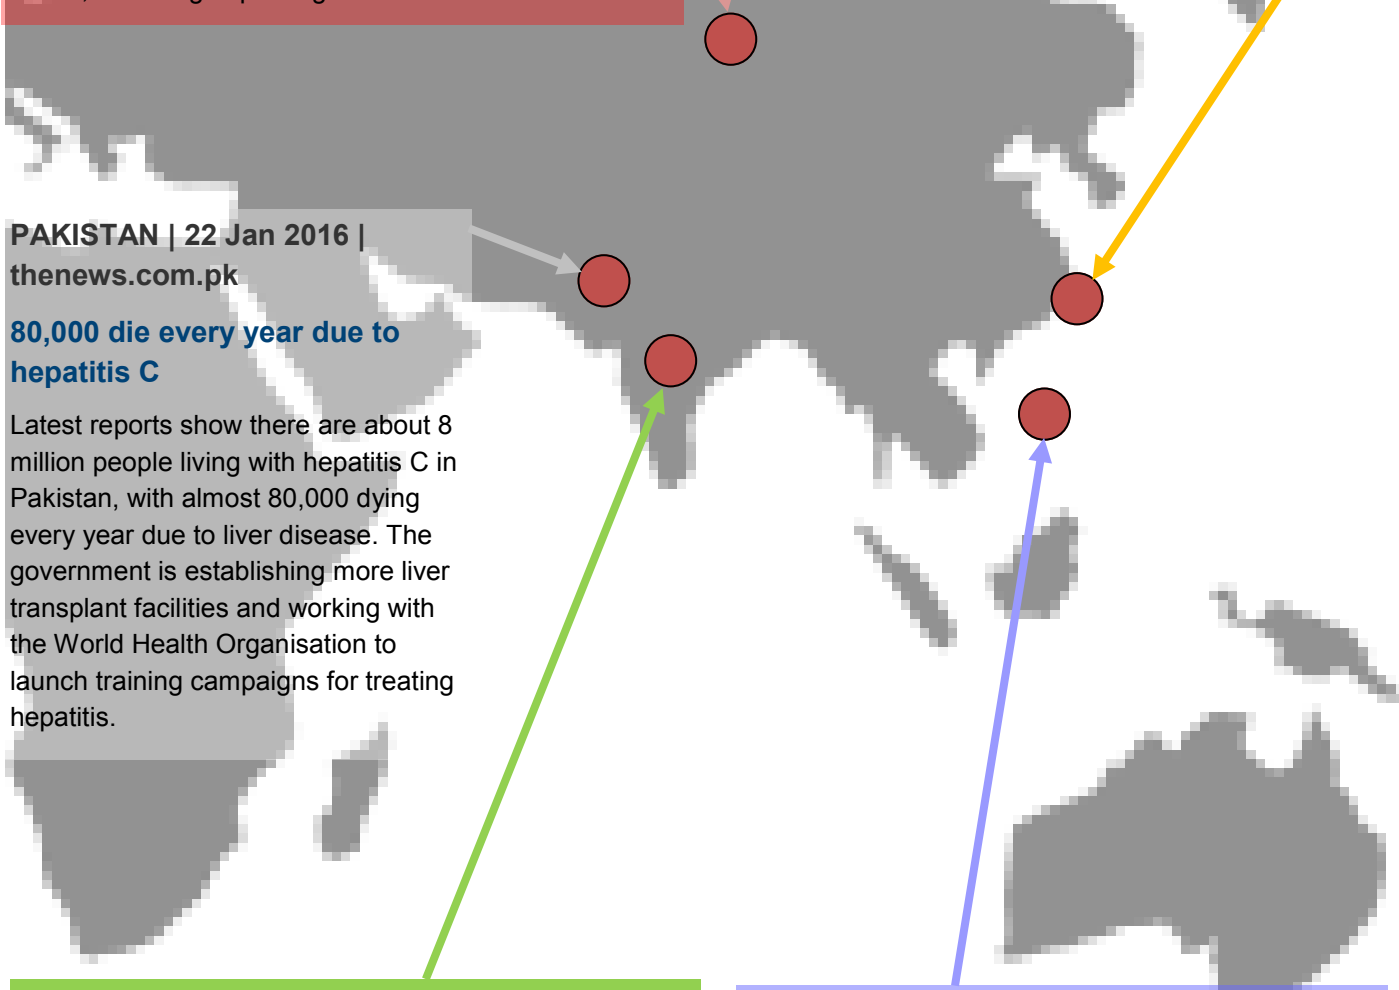 PAKISTAN | 22 Jan 2016 |
thenews.com.pk
80,000 die every year due to
hepatitis C
Latest reports show there are about 8
million people living with hepatitis C in
Pakistan, with almost 80,000 dying
every year due to liver disease. The
government is establishing more liver
transplant facilities and working with
the World Health Organisation to
launch training campaigns for treating
hepatitis.